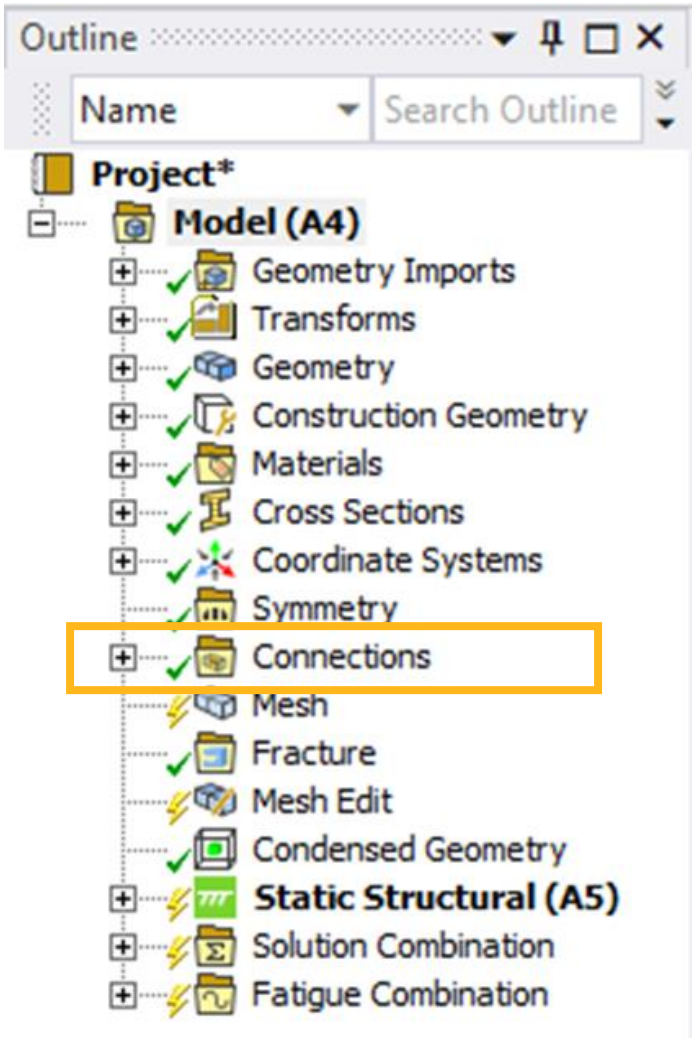 Outline
Name Search Outline
Project*
Model (A4)
Geometry Imports
Transforms
Geometry
Construction Geometry
Materials
Cross Sections
Coordinate Systems
Symmetry
Connections
Mesh
Fracture
Mesh Edit
Condensed Geometry
Static Structural (A5)
Solution Combination
Fatigue Combination